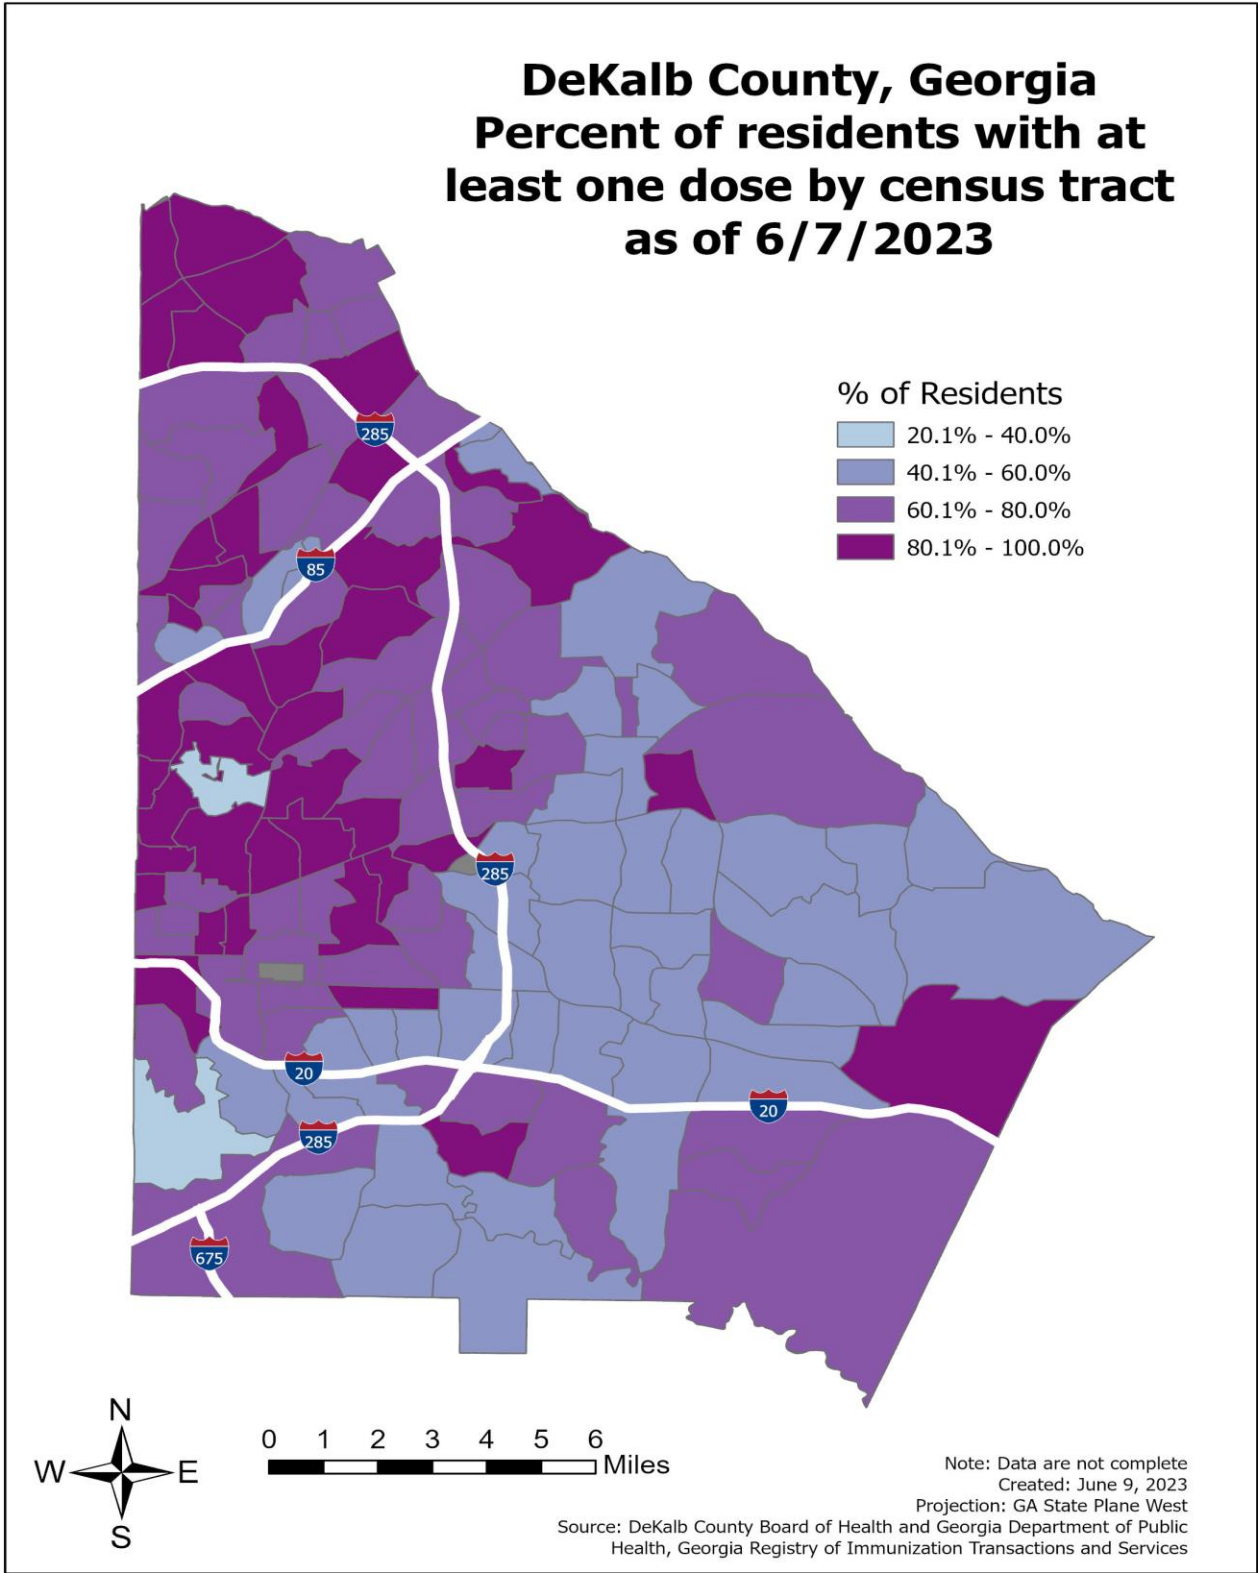 DeKalb County, Georgia
Percent of residents with at
least one dose by census tract
as of 6/7/2023
% of Residents
20.1% - 40.0%
40.1% - 60.0%
60.1% - 80.0%
80.1% - 100.0%
285
85
285
20
20
285
675
N
W E
S
0 1 2 3 4 5 6
Miles
Note: Data are not complete
Created: June 9, 2023
Projection: GA State Plane West
Source: DeKalb County Board of Health and Georgia Department of Public
Health, Georgia Registry of Immunization Transactions and Services